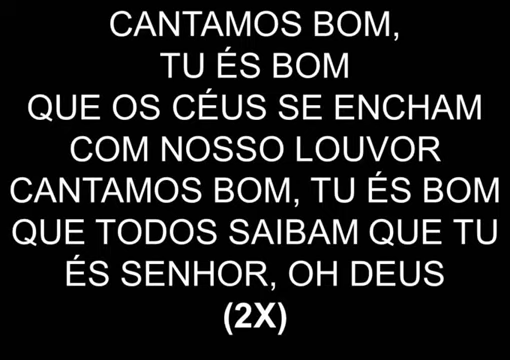 CANTAMOS BOM,
TU ÉS BOM
QUE OS CÉUS SE ENCHAM
COM NOSSO LOUVOR
CANTAMOS BOM, TU ÉS BOM
QUE TODOS SAIBAM QUE TU
ÉS SENHOR, OH DEUS
(2X)